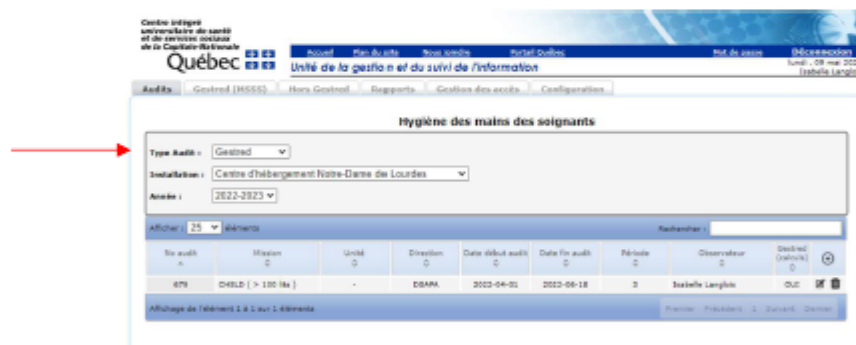 Centre intégré
universitaire de santé
et de services sociaux
de la Capitale-Nationale
Québec
Accueil Plan du site Nous joindre Portail Québec Mot de passe Déconnexion
Unité de la gestion et du suivi de l'information
lundi, 09 mai 202
Isabelle Langlo
Audits Gestred (MSSS) Hors Gestred Rapports Gestion des accès Configuration
Hygiène des mains des soignants
Type Audit : Gestred
Installation : Centre d'hébergement Notre-Dame de Lourdes
Année : 2022-2023
Afficher : 25 éléments Rechercher :
No audit Mission Unité Direction Date début audit Date fin audit Période Observateur Gestred (calculs)
679 CHSLD ( > 100 lits ) - DSAPA 2022-04-01 2022-06-18 3 Isabelle Langlois OUI
Affichage de l'élément 1 à 1 sur 1 éléments Premier Précédent 1 Suivant Dernier